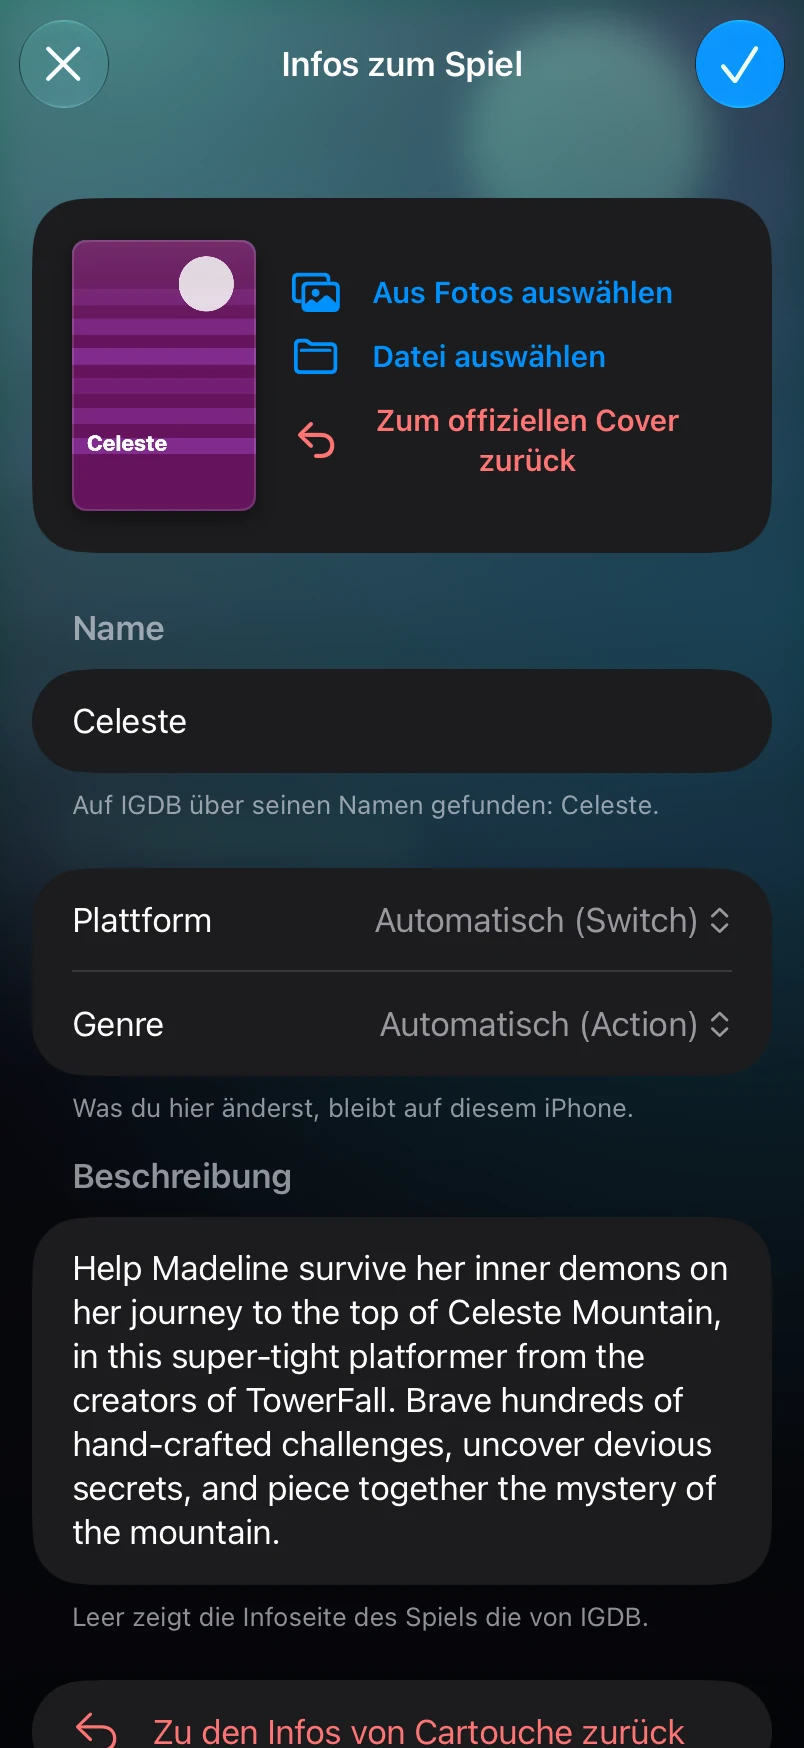 Infos zum Spiel
Celeste
Aus Fotos auswählen
Datei auswählen
Zum offiziellen Cover
zurück
Name
Celeste
Auf IGDB über seinen Namen gefunden: Celeste.
Plattform Automatisch (Switch)
Genre Automatisch (Action)
Was du hier änderst, bleibt auf diesem iPhone.
Beschreibung
Help Madeline survive her inner demons on
her journey to the top of Celeste Mountain,
in this super-tight platformer from the
creators of TowerFall. Brave hundreds of
hand-crafted challenges, uncover devious
secrets, and piece together the mystery of
the mountain.
Leer zeigt die Infoseite des Spiels die von IGDB.
Zu den Infos von Cartouche zurück